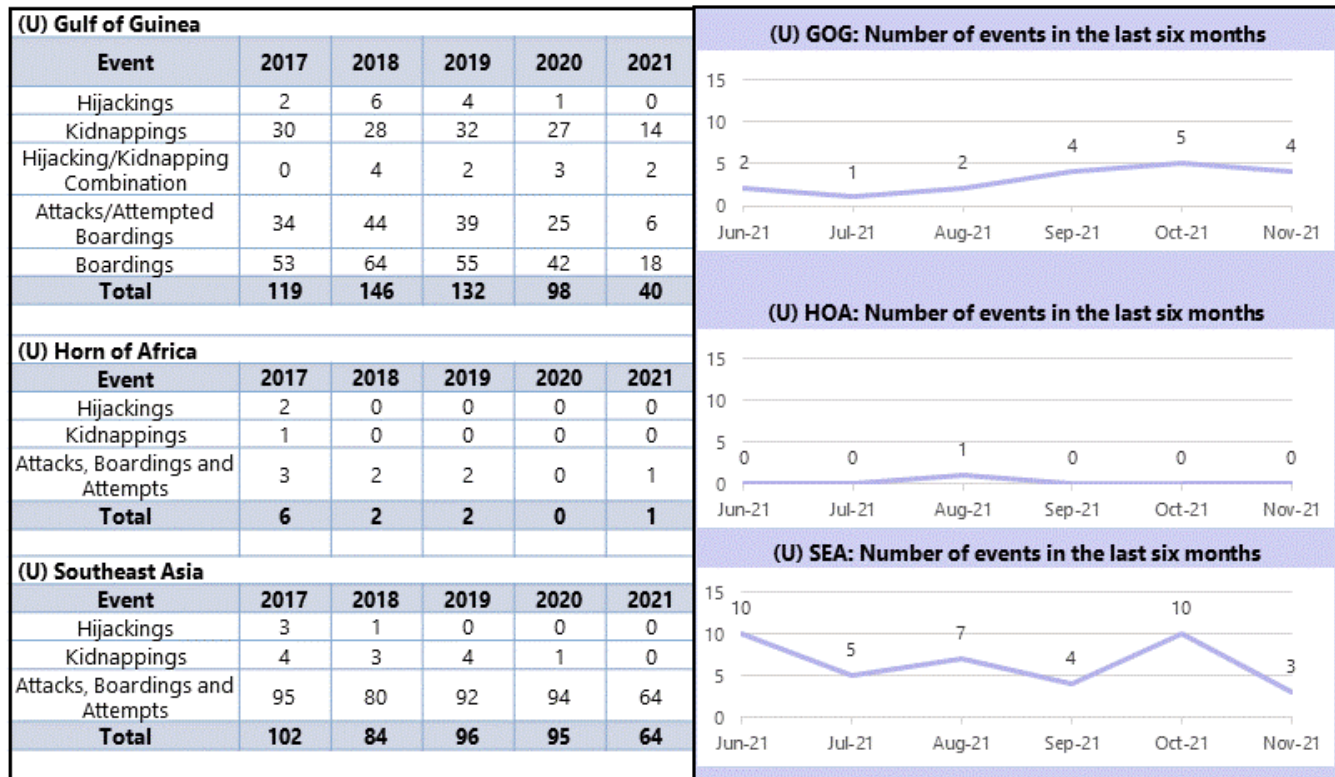 (U) Gulf of Guinea
Event 2017 2018 2019 2020 2021
Hijackings 2 6 4 1 0
Kidnappings 30 28 32 27 14
Hijacking/Kidnapping
Combination 0 4 2 3 2
Attacks/Attempted
Boardings 34 44 39 25 6
Boardings 53 64 55 42 18
Total 119 146 132 98 40
(U) Horn of Africa
Event 2017 2018 2019 2020 2021
Hijackings 2 0 0 0 0
Kidnappings 1 0 0 0 0
Attacks, Boardings and
Attempts 3 2 2 0 1
Total 6 2 2 0 1
(U) Southeast Asia
Event 2017 2018 2019 2020 2021
Hijackings 3 1 0 0 0
Kidnappings 4 3 4 1 0
Attacks, Boardings and
Attempts 95 80 92 94 64
Total 102 84 96 95 64
(U) GOG: Number of events in the last six months
15
10
5
0
2 1 2 4 5 4
Jun-21 Jul-21 Aug-21 Sep-21 Oct-21 Nov-21
(U) HOA: Number of events in the last six months
15
10
5
0
0 0 1 0 0 0
Jun-21 Jul-21 Aug-21 Sep-21 Oct-21 Nov-21
(U) SEA: Number of events in the last six months
15
10
5
0
10 5 7 4 10 3
Jun-21 Jul-21 Aug-21 Sep-21 Oct-21 Nov-21